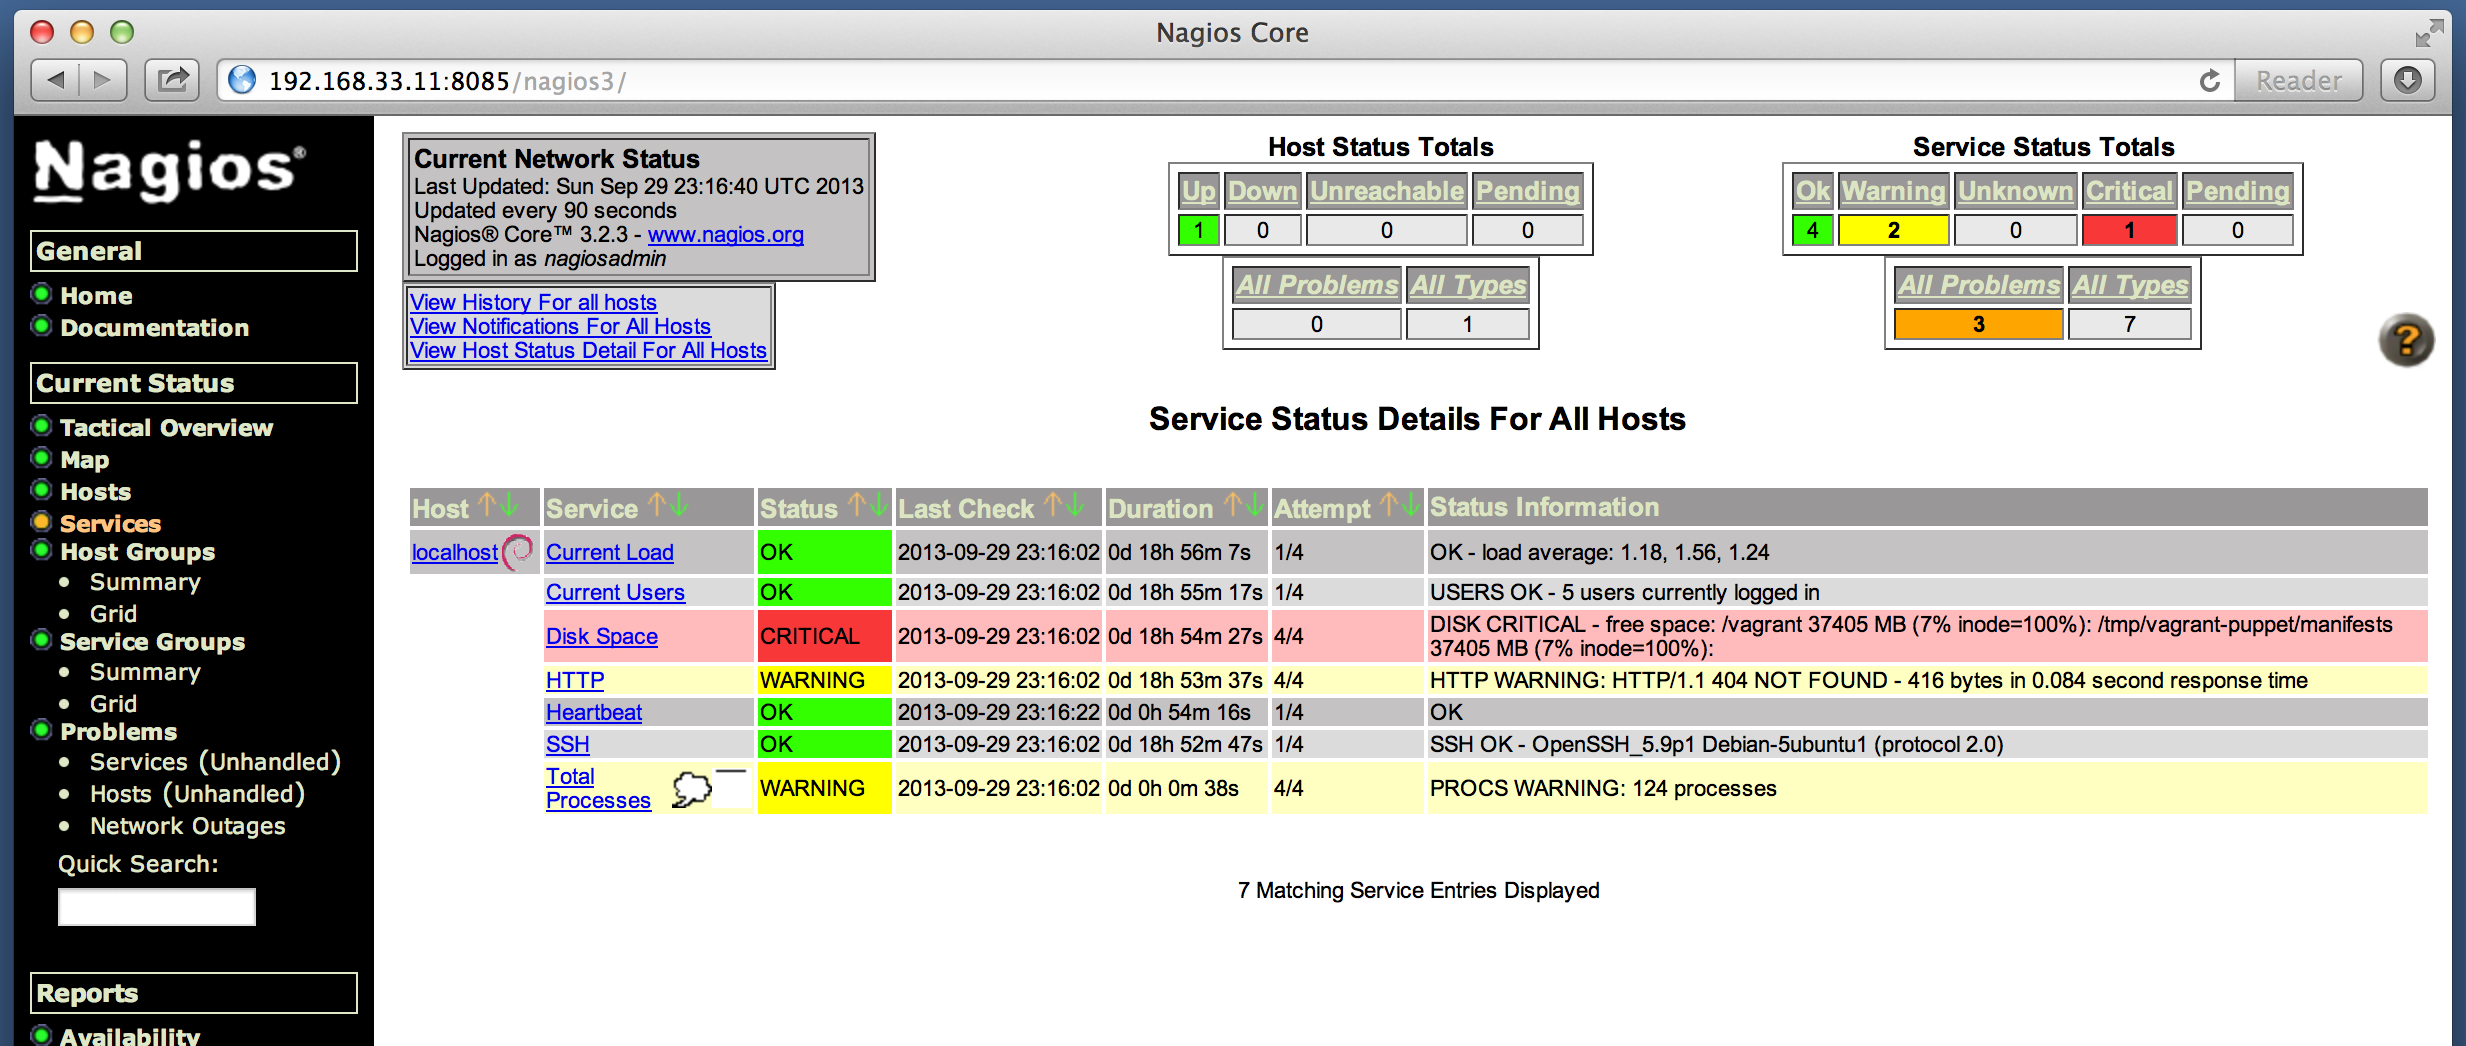 Nagios Core
192.168.33.11:8085/nagios3/
Reader
Nagios®
General
Home
Documentation
Current Status
Tactical Overview
Map
Hosts
Services
Host Groups
Summary
Grid
Service Groups
Summary
Grid
Problems
Services (Unhandled)
Hosts (Unhandled)
Network Outages
Quick Search:
Reports
Availability
Current Network Status
Last Updated: Sun Sep 29 23:16:40 UTC 2013
Updated every 90 seconds
Nagios® Core™ 3.2.3 - www.nagios.org
Logged in as nagiosadmin
View History For all hosts
View Notifications For All Hosts
View Host Status Detail For All Hosts
Host Status Totals
Up Down Unreachable Pending
1 0 0 0
All Problems All Types
0 1
Service Status Totals
Ok Warning Unknown Critical Pending
4 2 0 1 0
All Problems All Types
3 7
?
Service Status Details For All Hosts
Host Service Status Last Check Duration Attempt Status Information
localhost Current Load OK 2013-09-29 23:16:02 0d 18h 56m 7s 1/4 OK - load average: 1.18, 1.56, 1.24
Current Users OK 2013-09-29 23:16:02 0d 18h 55m 17s 1/4 USERS OK - 5 users currently logged in
Disk Space CRITICAL 2013-09-29 23:16:02 0d 18h 54m 27s 4/4 DISK CRITICAL - free space: /vagrant 37405 MB (7% inode=100%): /tmp/vagrant-puppet/manifests
37405 MB (7% inode=100%):
HTTP WARNING 2013-09-29 23:16:02 0d 18h 53m 37s 4/4 HTTP WARNING: HTTP/1.1 404 NOT FOUND - 416 bytes in 0.084 second response time
Heartbeat OK 2013-09-29 23:16:22 0d 0h 54m 16s 1/4 OK
SSH OK 2013-09-29 23:16:02 0d 18h 52m 47s 1/4 SSH OK - OpenSSH_5.9p1 Debian-5ubuntu1 (protocol 2.0)
Total
Processes WARNING 2013-09-29 23:16:02 0d 0h 0m 38s 4/4 PROCS WARNING: 124 processes
7 Matching Service Entries Displayed